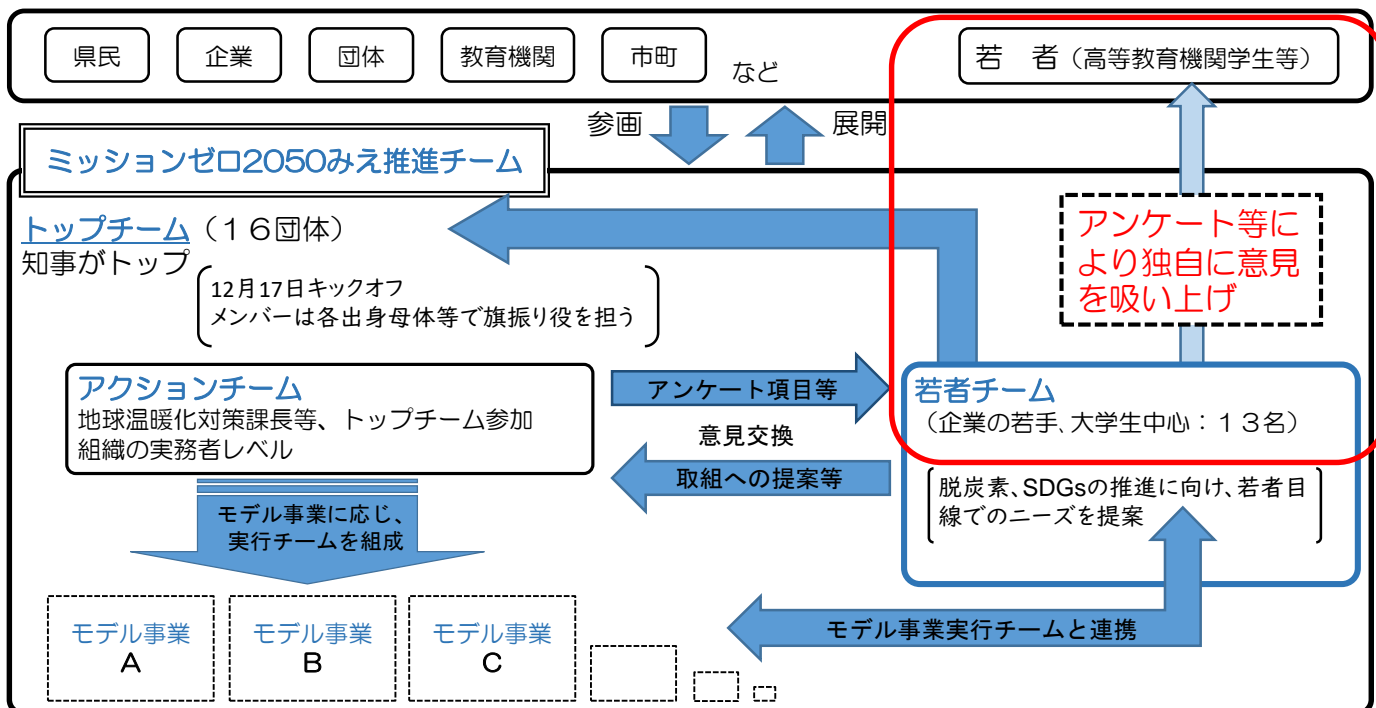 県民
企業
団体
教育機関
市町
など
若　者（高等教育機関学生等）
参画
展開
ミッションゼロ2050みえ推進チーム
トップチーム（１６団体）
知事がトップ
12月17日キックオフ
メンバーは各出身母体等で旗振り役を担う
アンケート等に
より独自に意見
を吸い上げ
アクションチーム
地球温暖化対策課長等、トップチーム参加
組織の実務者レベル
アンケート項目等
意見交換
取組への提案等
若者チーム
（企業の若手、大学生中心：１３名）
脱炭素、SDGsの推進に向け、若者目
線でのニーズを提案
モデル事業に応じ、
実行チームを組成
モデル事業
A
モデル事業
B
モデル事業
C
モデル事業実行チームと連携